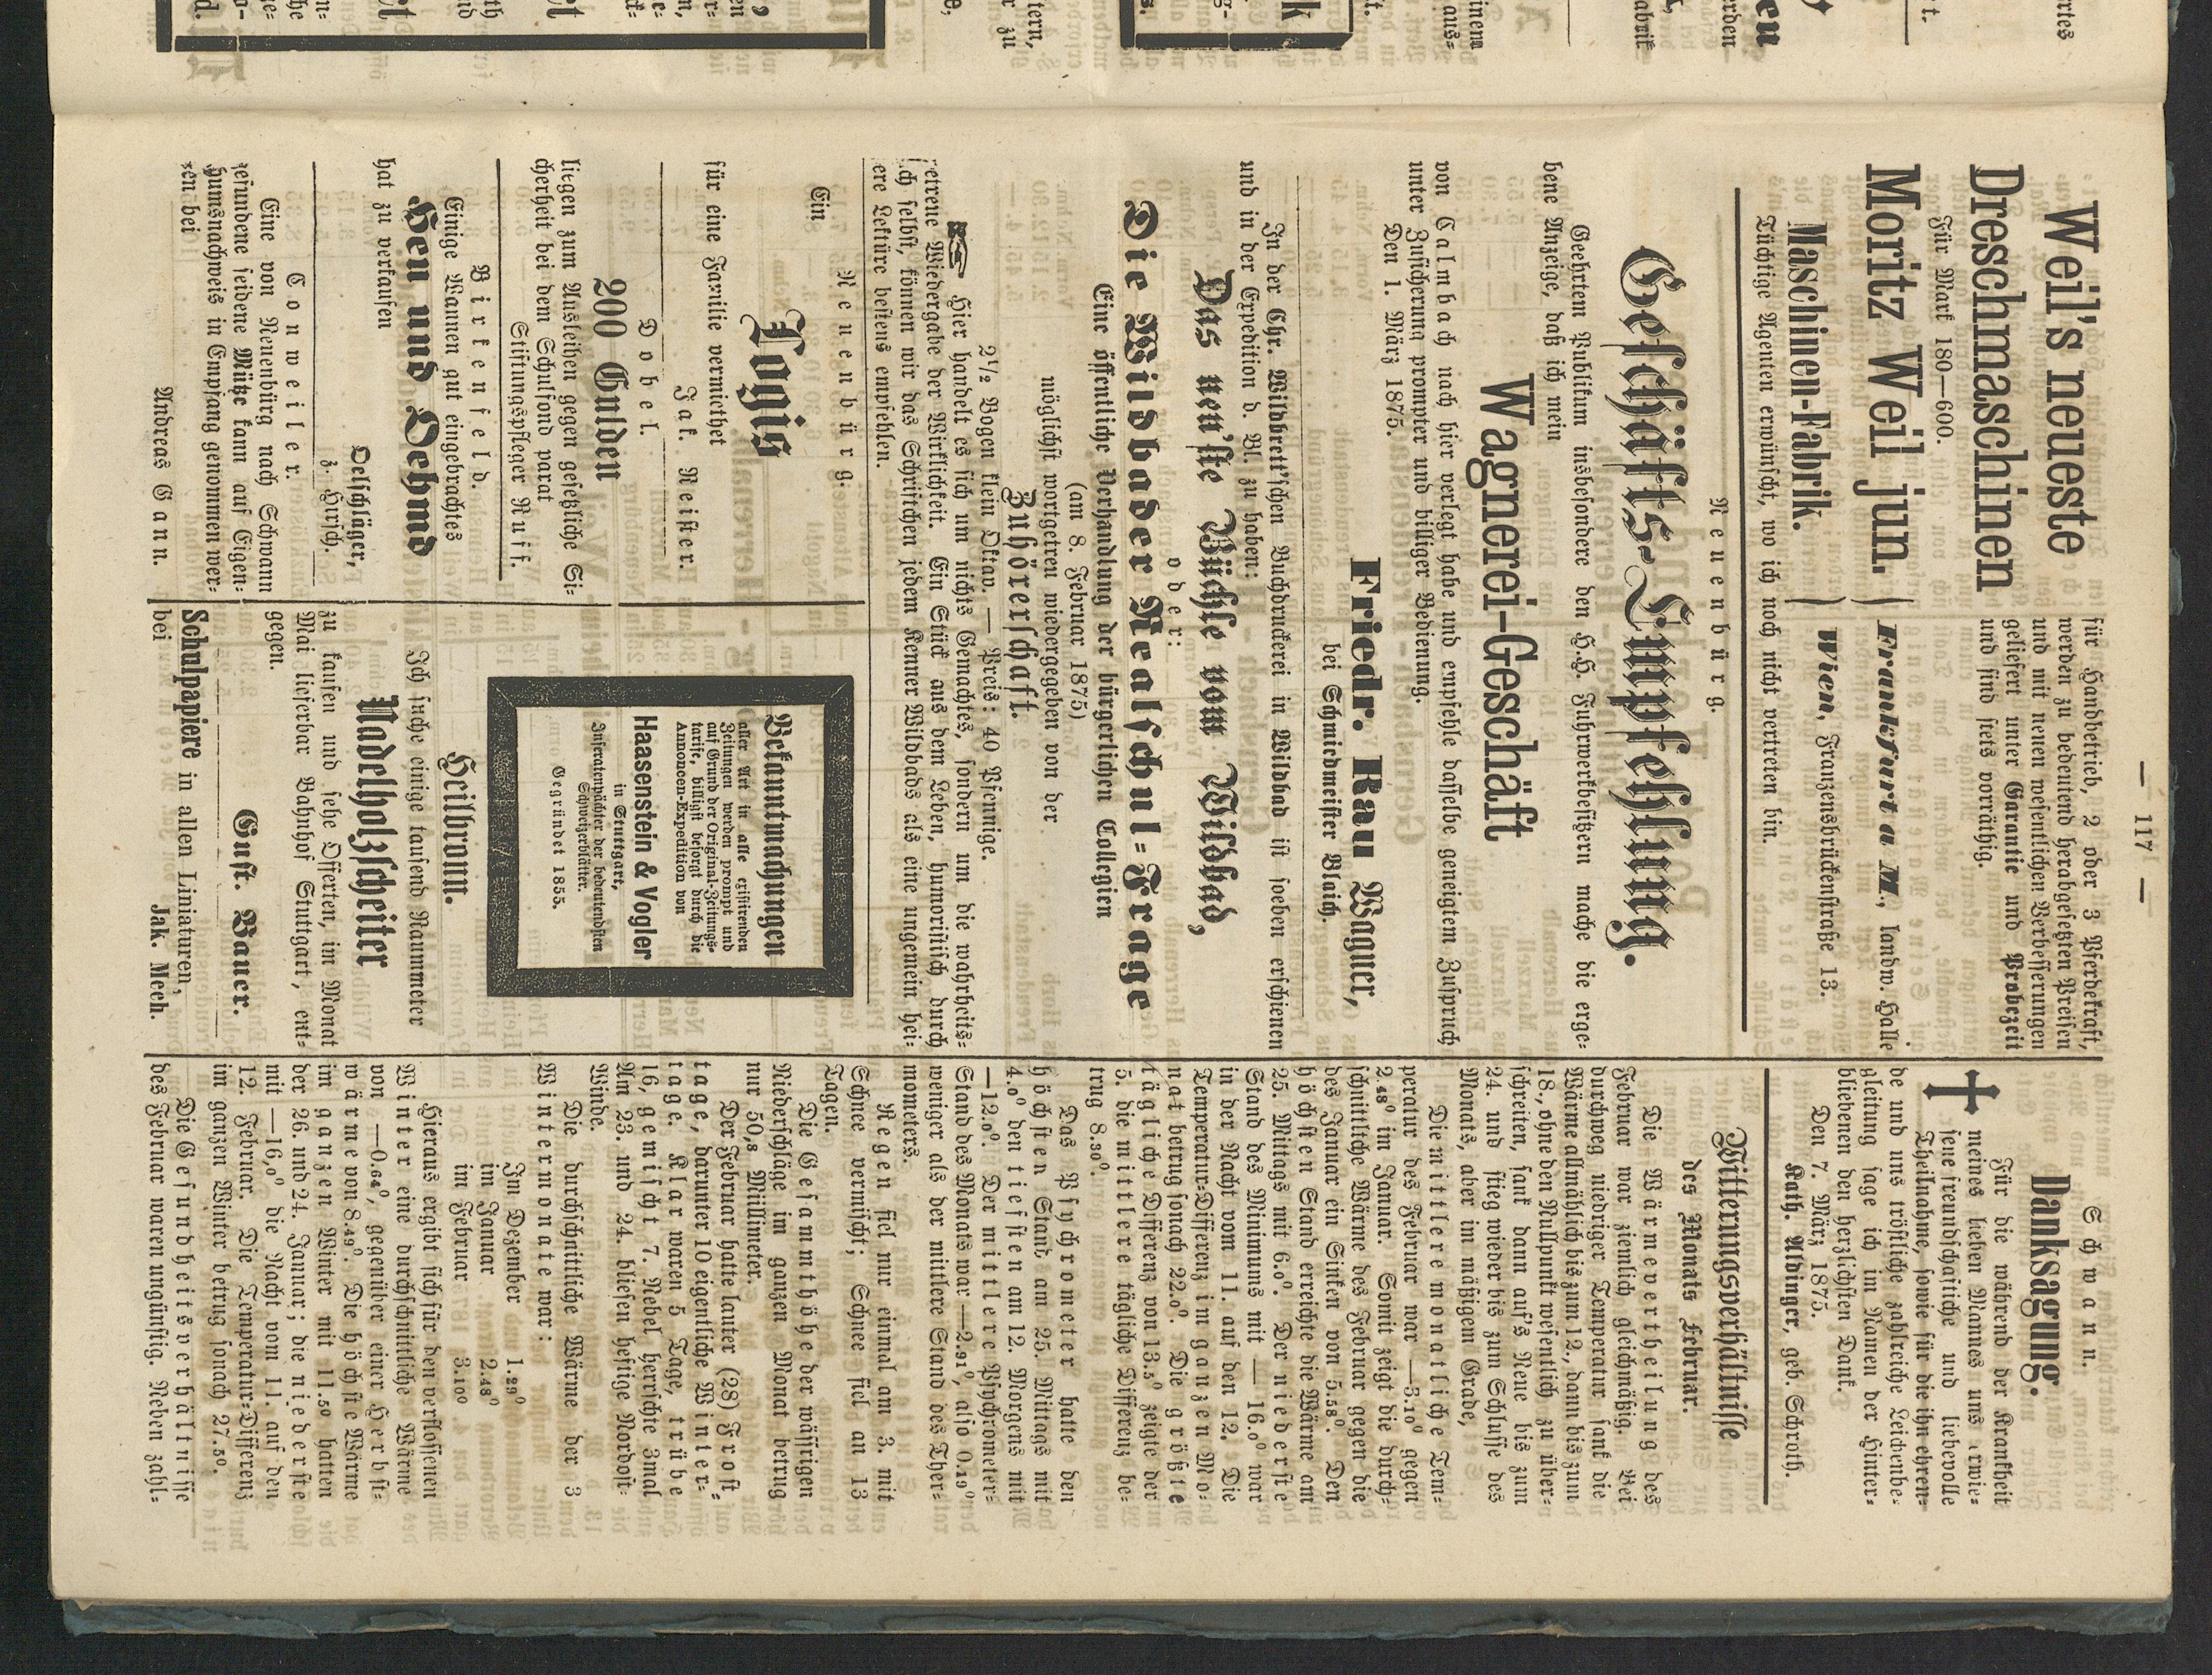 — 117 —
Weil's neueste
Dreschmaschinen
Für Mark 180—600.
für Handbetrieb, 2 oder 3 Pferdekraft,
werden zu bedeutend herabgesetzten Preisen
und mit neuen wesentlichen Verbesserungen
geliefert unter Garantie und Probezeit
und sind stets vorräthig.
Moritz Weil jun.
Maschinen-Fabrik.
Frankfurt a M., landw. Halle
Wien, Franzensbrückenstraße 13.
Tüchtige Agenten erwünscht, wo ich noch nicht vertreten bin.
Neuenbürg.
Geschäfts-Empfehlung.
Geehrtem Publikum insbesondere den H.H. Fuhrwerkbesitzern mache die erge-
bene Anzeige, daß ich mein
Wagnerei-Geschäft
von Calmbach nach hier verlegt habe und empfehle dasselbe geneigtem Zuspruch
unter Zusicherung prompter und billiger Bedienung.
Den 1. März 1875.
Friedr. Rau Wagner,
bei Schmidmeister Blaich.
In der Chr. Wildbrett'schen Buchdruckerei in Wildbad ist soeben erschienen
und in der Expedition d. Bl. zu haben:
Das neu'ste Büchse vom Wildbad,
oder:
Die Wildbader Realschul-Frage
Eine öffentliche Verhandlung der bürgerlichen Collegien
(am 8. Februar 1875)
möglichst wortgetreu wiedergegeben von der
Zuhörerschaft.
2½ Bogen klein Oktav. — Preis: 40 Pfennige.
Hier handelt es sich um nichts Gemachtes, sondern um die wahrheits-
getreue Wiedergabe der Wirklichkeit. Ein Stück aus dem Leben, humoristisch durch
sich selbst, können wir das Schriftchen jedem Kenner Wildbads als eine ungemein hei-
tere Lektüre bestens empfehlen.
Neuenbürg.
Ein
Logis
für eine Familie vermiethet
Jak. Meister.
Dobel.
200 Gulden
liegen zum Ausleihen gegen gesetzliche Si-
cherheit bei dem Schulfond parat
Stiftungspfleger Nuff.
Birkenfeld.
Einige Wannen gut eingebrachtes
Heu und Oehmd
hat zu verkaufen
Oelschläger,
z. Hirsch.
Conweiler.
Eine von Neuenbürg nach Schwann
gefundene seidene Mütze kann auf Eigen-
thumsnachweis in Empfang genommen wer-
den bei
Andreas Gann.
Bekanntmachungen
aller Art in alle existirenden
Zeitungen werden prompt und
auf Grund der Original-Zeitungs-
tarife, billigst besorgt durch die
Annoncen-Expedition von
Haasenstein & Vogler
in Stuttgart,
Inseratenpächter der bedeutendsten
Schweizerblätter.
Gegründet 1855.
Heilbronn.
Ich suche einige tausend Raummeter
Nadelholzscheiter
zu kaufen und sehe Offerten, im Monat
Mai lieferbar Bahnhof Stuttgart, ent-
gegen.
Gust. Bauer.
Schulpapiere in allen Liniaturen,
bei Jak. Meeh.
Schwann.
Danksagung.
Für die während der Krankheit
meines lieben Mannes uns erwie-
sene freundschaftliche und liebevolle
Theilnahme, sowie für die ihn ehren-
de und uns tröstliche zahlreiche Leichenbe-
gleitung sage ich im Namen der Hinter-
bliebenen den herzlichsten Dank.
Den 7. März 1875.
Kath. Albinger, geb. Schroth.
Witterungsverhältnisse
des Monats Februar.
Die Wärmevertheilung des
Februar war ziemlich gleichmäßig. Bei
durchweg niedriger Temperatur sank die
Wärme allmählich bis zum 12., dann bis zum
18., ohne den Nullpunkt wesentlich zu über-
schreiten, sank dann auf's Neue bis zum
24. und stieg wieder bis zum Schlusse des
Monats, aber im mäßigem Grade,
Die mittlere monatliche Tem-
peratur des Februar war —3.10° gegen
2.48° im Januar. Somit zeigt die durch-
schnittliche Wärme des Februar gegen die
des Januar ein Sinken von 5.58°. Den
höchsten Stand erreichte die Wärme am
25. Mittags mit 6.0°. Der niederste
Stand des Minimums mit — 16.0° war
in der Nacht vom 11. auf den 12. Die
Temperatur-Differenz im ganzen Mo-
nat betrug sonach 22.0°. Die größte
tägliche Differenz von 13.5° zeigte der
5. die mittlere tägliche Differenz be-
trug 8.30°.
Das Psychrometer hatte den
höchsten Stand am 25. Mittags mit
4.0° den tiefsten am 12. Morgens mit
—12.0°. Der mittlere Psychrometer-
Stand des Monats war —2.91°, also 0.19°
weniger als der mittlere Stand des Ther-
mometers.
Regen fiel nur einmal am 3. mit
Schnee vermischt; Schnee fiel an 13
Tagen.
Die Gesammthöhe der wässrigen
Niederschläge im ganzen Monat betrug
nur 50,8 Millimeter.
Der Februar hatte lauter (28) Frost-
tage, darunter 10 eigentliche Winter-
tage. Klar waren 5 Tage, trübe
16, gemischt 7. Nebel herrschte 3mal
Am 23. und 24. bliesen heftige Nordost-
Winde.
Die durchschnittliche Wärme der 3
Wintermonate war:
Im Dezember 1.29°
im Januar 2.48°
im Februar 3.10°
Hieraus ergibt sich für den verflossenen
Winter eine durchschnittliche Wärme
von —0.64°, gegenüber einer Herbst-
wärme von 8.49°. Die höchste Wärme
im ganzen Winter mit 11.5° hatten
der 26. und 24. Januar; die niederste
mit —16,0° die Nacht vom 11. auf den
12. Februar. Die Temperatur-Differenz
im ganzen Winter betrug sonach 27.5°.
Die Gesundheitsverhältnisse
des Februar waren ungünstig. Neben zahl-